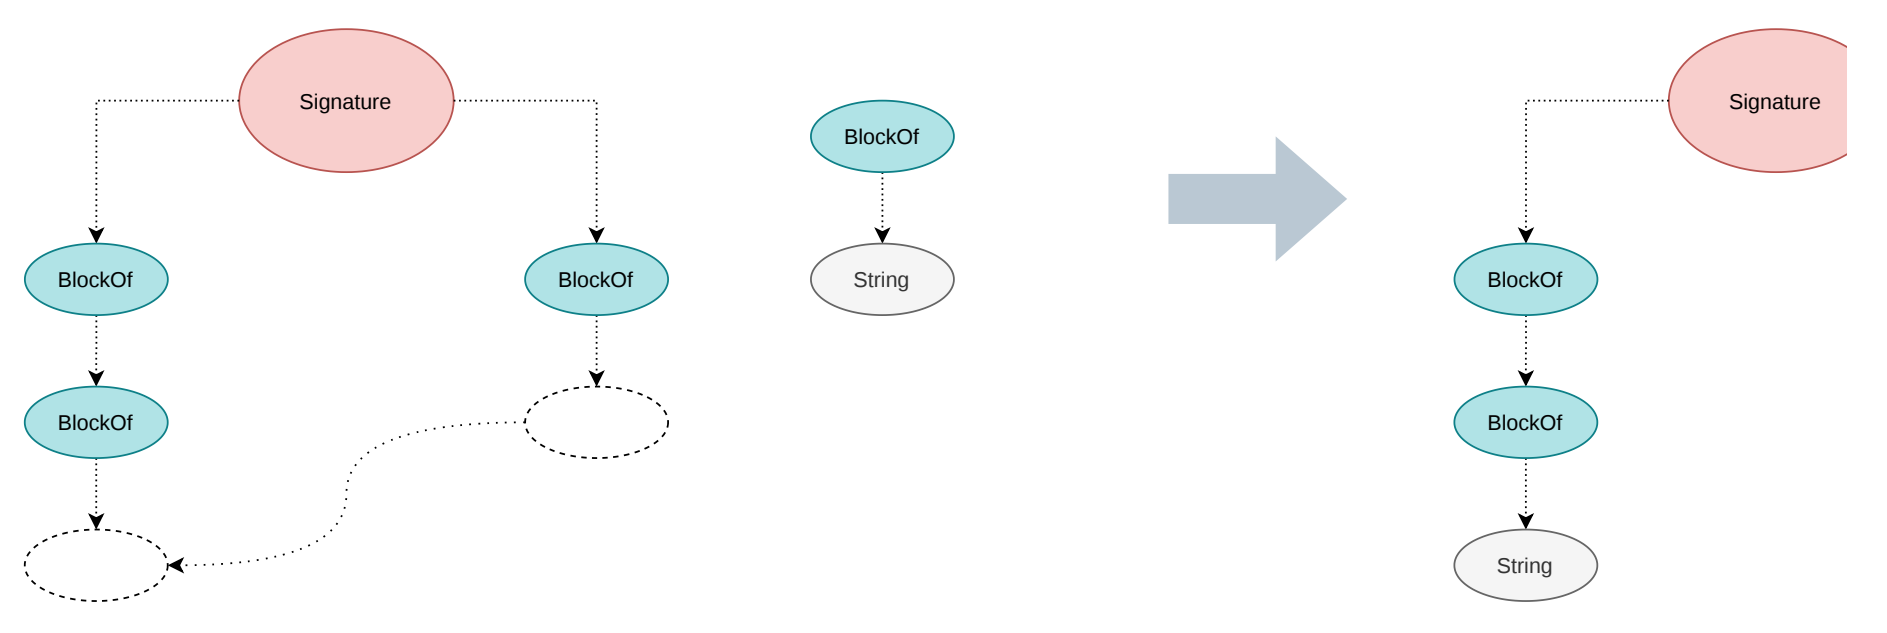 Signature
BlockOf
BlockOf
BlockOf
BlockOf
String
Signature
BlockOf
BlockOf
String